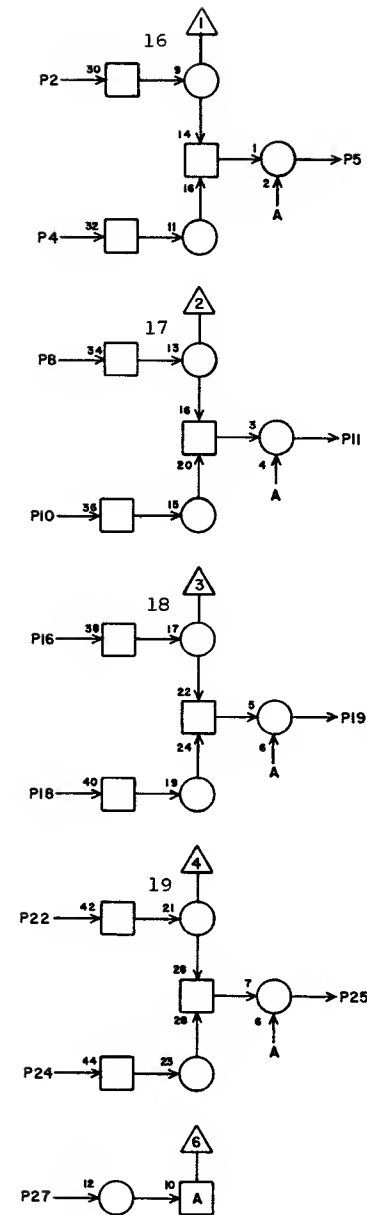 1
16
P2 30 9
14 1 P5
16 2
A
P4 32 11
2
17
P8 34 13
16 3 P11
20 4
A
P10 36 15
3
18
P16 38 17
22 5 P19
24 6
A
P18 40 19
4
19
P22 42 21
26 7 P25
28 6
A
P24 44 23
6
P27 12 10 A